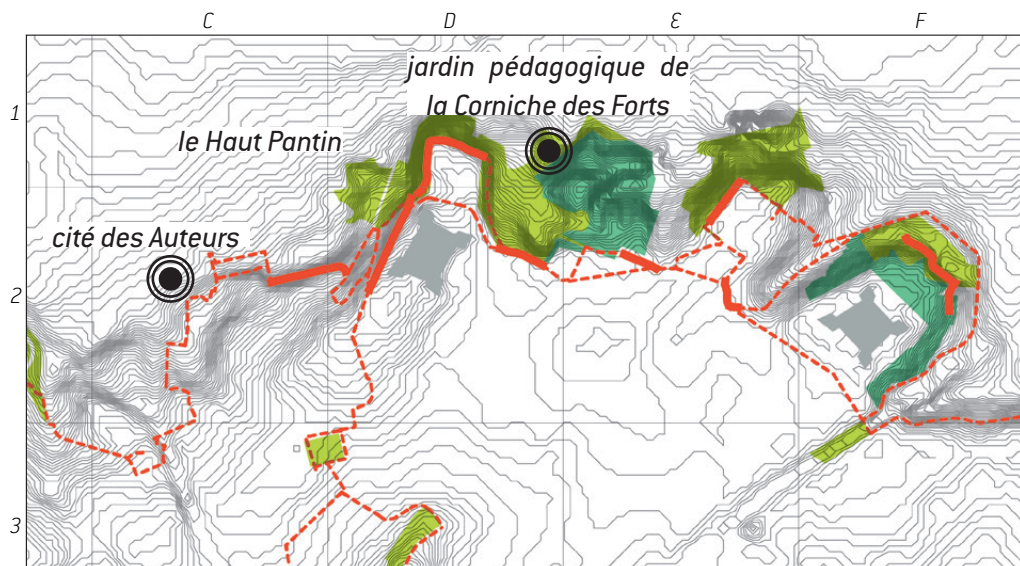 C D E F
1
jardin pédagogique de
la Corniche des Forts
le Haut Pantin
cité des Auteurs
2
3